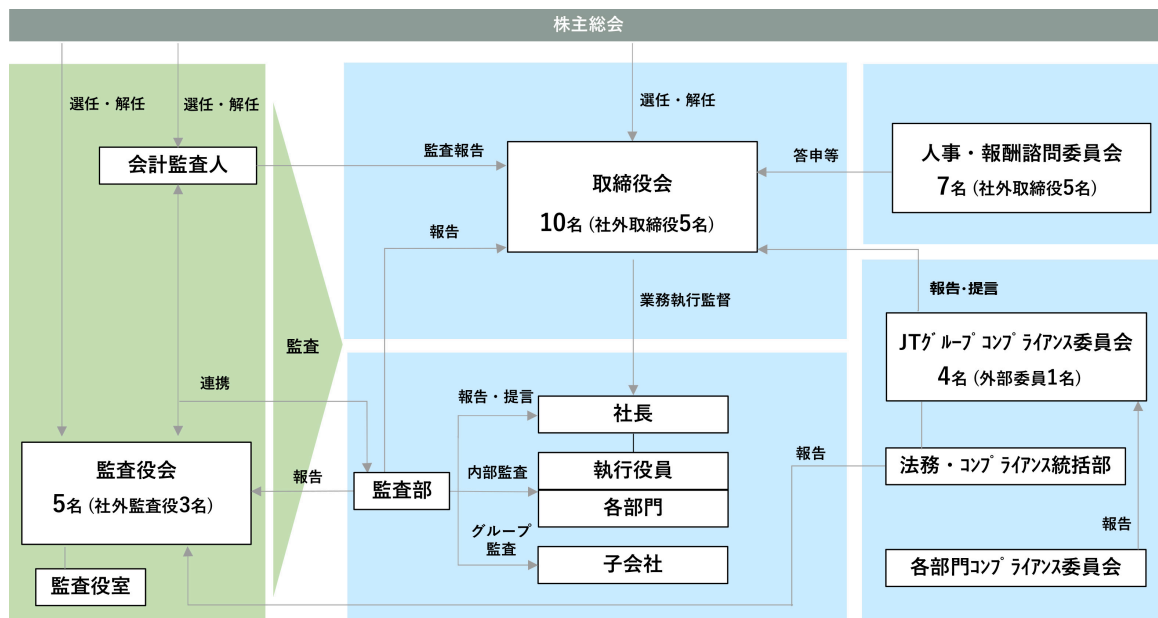 株主総会
選任・解任
選任・解任
選任・解任
会計監査人
監査報告
取締役会
10名（社外取締役5名）
答申等
人事・報酬諮問委員会
7名（社外取締役5名）
報告
業務執行監督
報告・提言
監査
JTｸﾞﾙｰﾌﾟｺﾝﾌﾟﾗｲｱﾝｽ委員会
4名（外部委員1名）
連携
報告・提言
社長
監査役会
5名（社外監査役3名）
報告
監査部
内部監査
執行役員
各部門
報告
法務・ｺﾝﾌﾟﾗｲｱﾝｽ統括部
グループ
監査
子会社
報告
各部門ｺﾝﾌﾟﾗｲｱﾝｽ委員会
監査役室